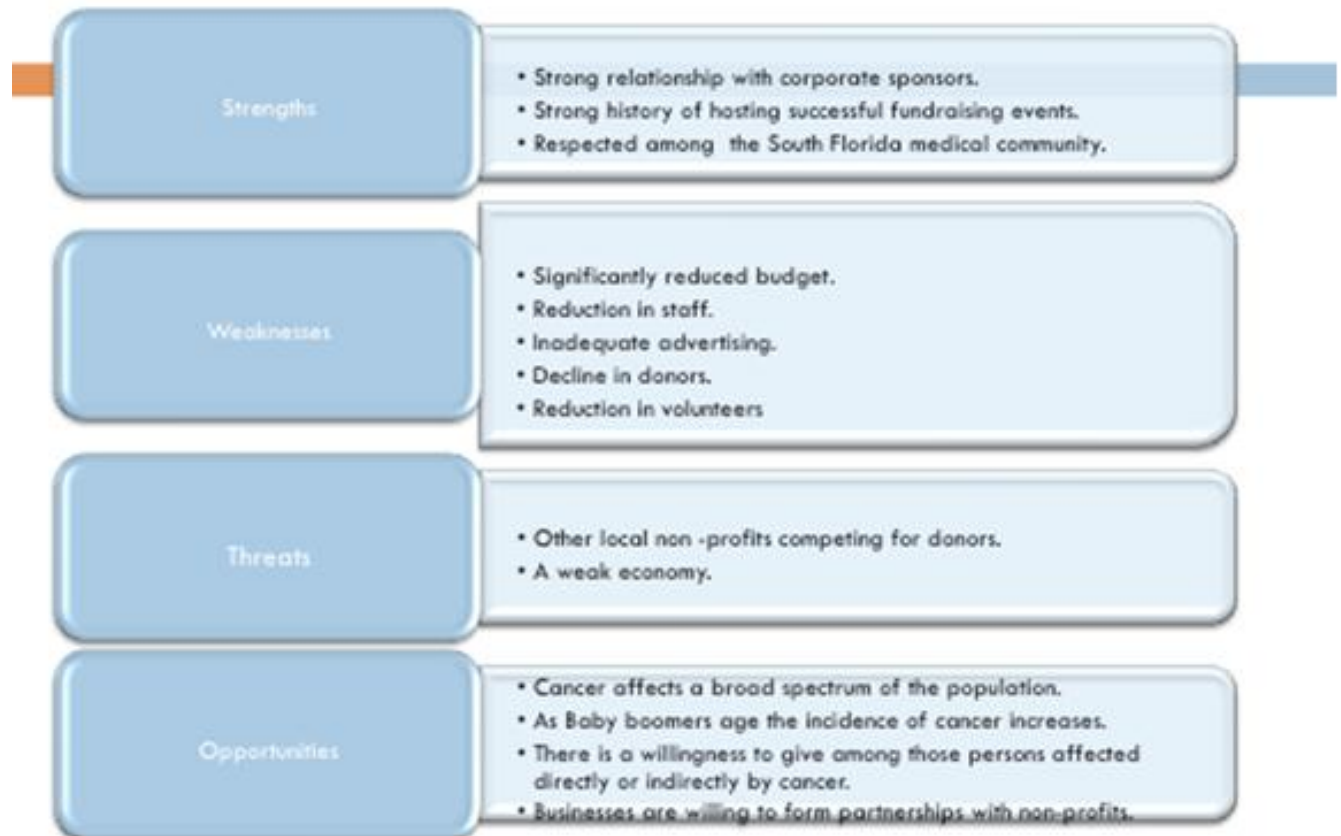 Strengths
• Strong relationship with corporate sponsors.
• Strong history of hosting successful fundraising events.
• Respected among the South Florida medical community.
Weaknesses
• Significantly reduced budget.
• Reduction in staff.
• Inadequate advertising.
• Decline in donors.
• Reduction in volunteers
Threats
• Other local non -profits competing for donors.
• A weak economy.
Opportunities
• Cancer affects a broad spectrum of the population.
• As Baby boomers age the incidence of cancer increases.
• There is a willingness to give among those persons affected
directly or indirectly by cancer.
• Businesses are willing to form partnerships with non-profits.